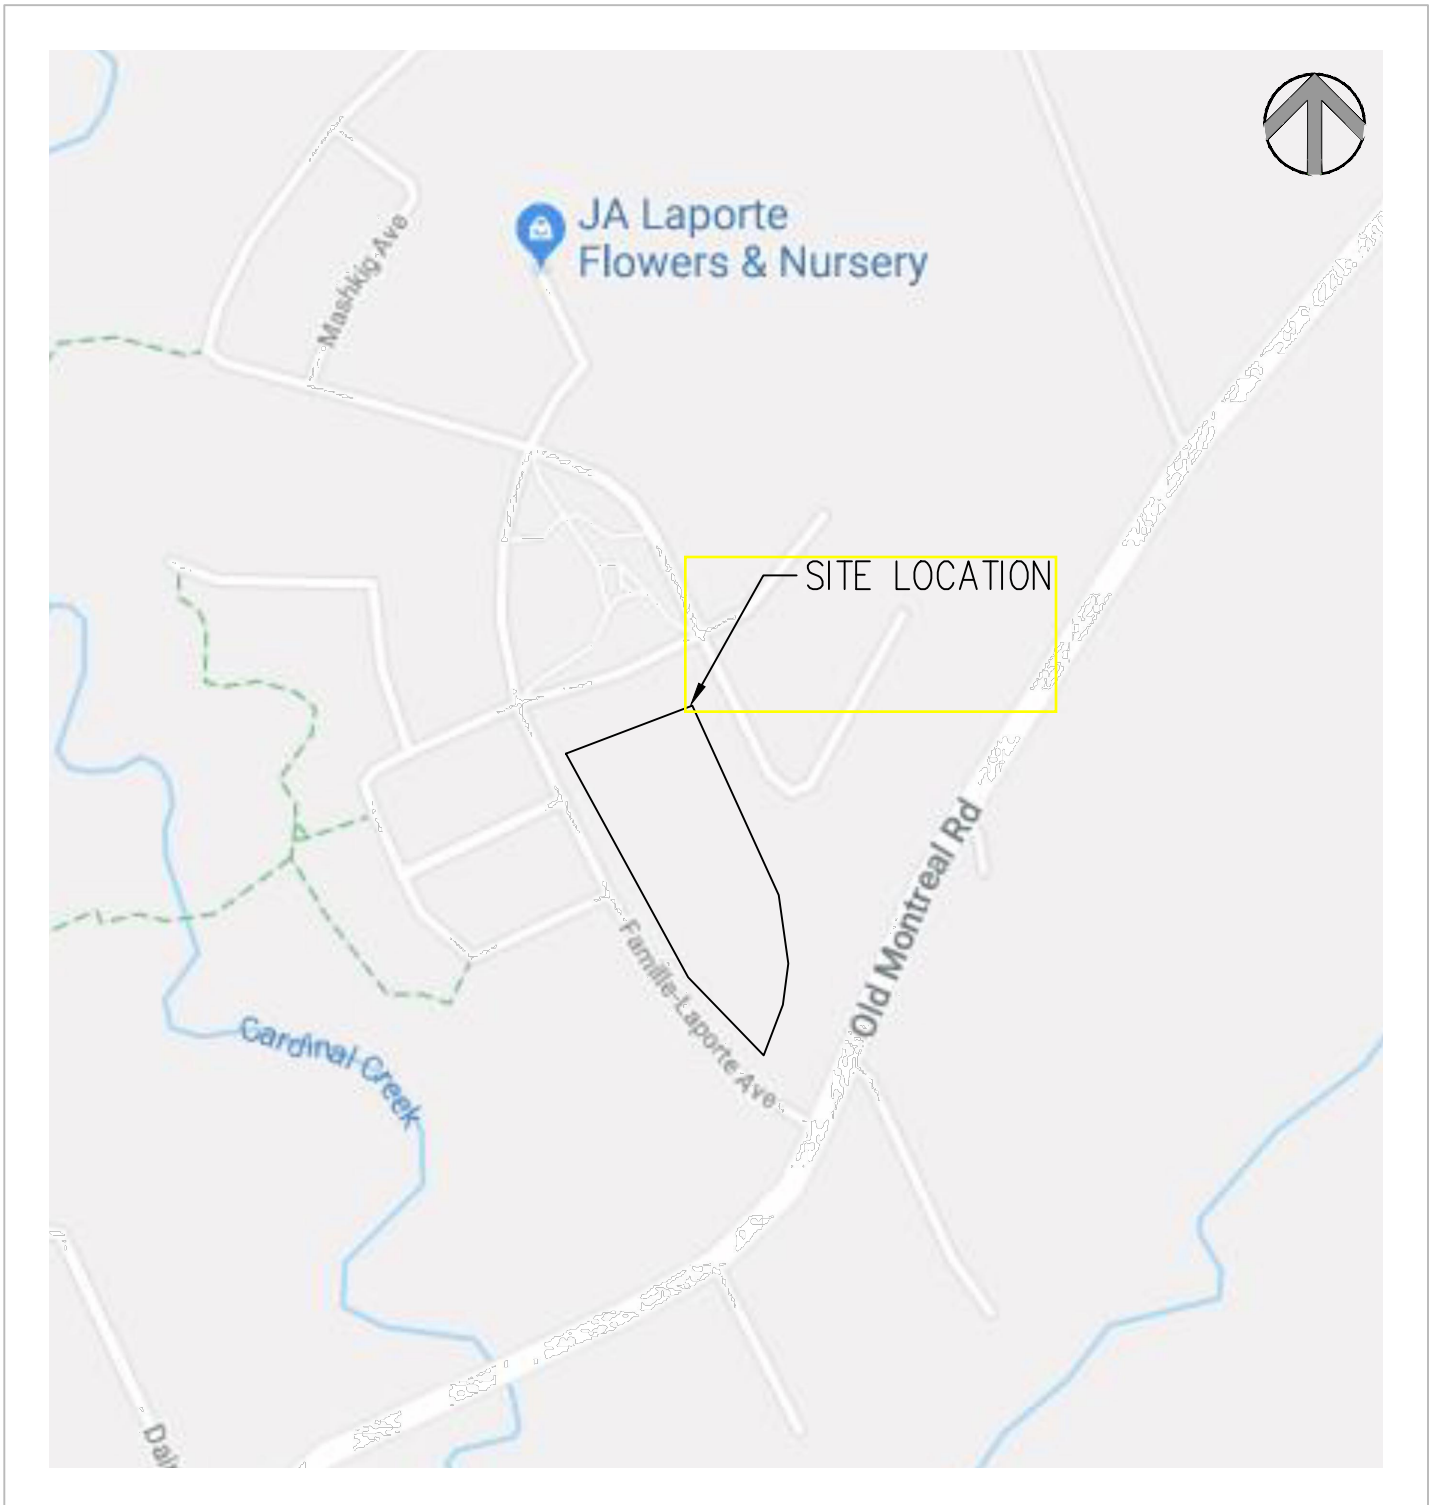 JA Laporte
Flowers & Nursery
Mashkig Ave
SITE LOCATION
Old Montreal Rd
Famille-Laporte Ave
Cardinal Creek